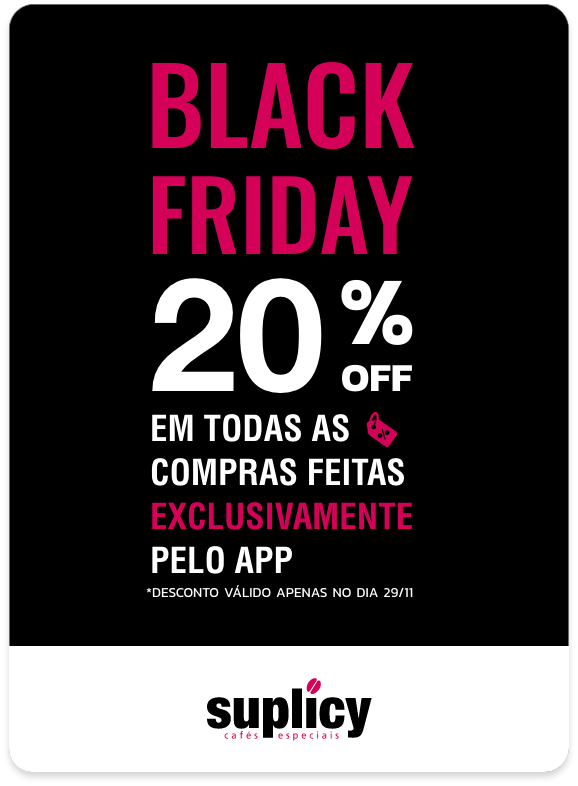 BLACK
FRIDAY
20%
OFF
EM TODAS AS
COMPRAS FEITAS
EXCLUSIVAMENTE
PELO APP
*DESCONTO VÁLIDO APENAS NO DIA 29/11
suplicy
cafés especiais